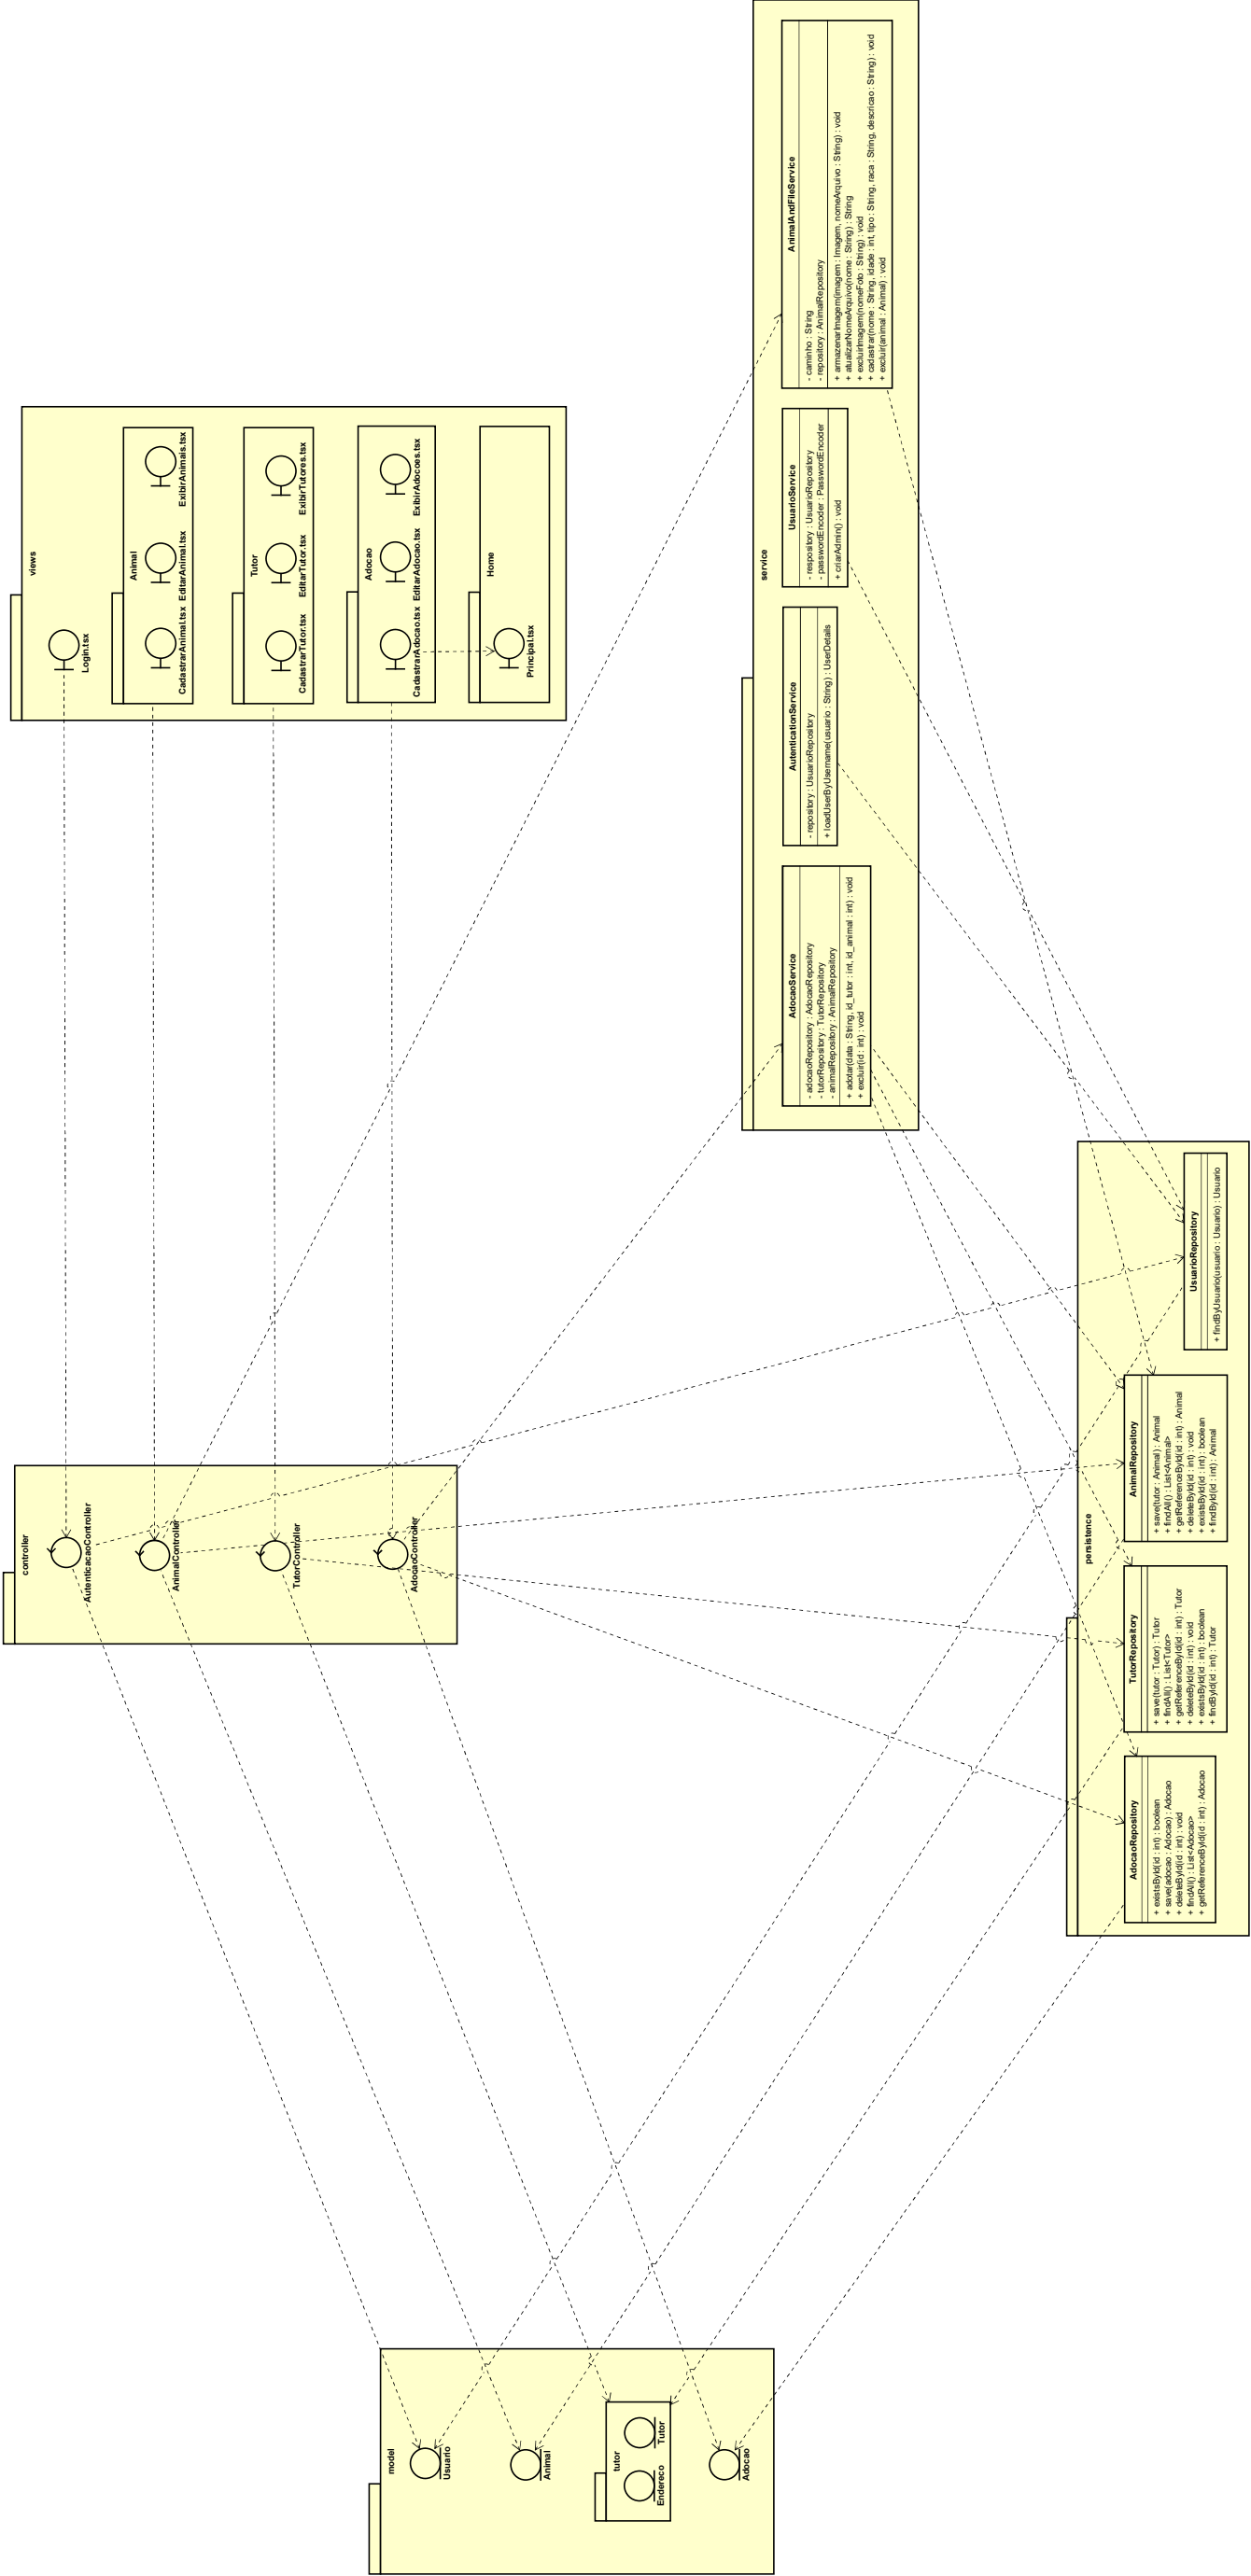 views
Login.tsx
Animal
CadastrarAnimal.tsx
EditarAnimal.tsx
ExibirAnimais.tsx
Tutor
CadastrarTutor.tsx
EditarTutor.tsx
ExibirTutores.tsx
Adocao
CadastrarAdocao.tsx
EditarAdocao.tsx
ExibirAdocoes.tsx
Home
Principal.tsx
controller
AutenticacaoController
AnimalController
TutorController
AdocaoController
model
Usuario
Animal
tutor
Endereco
Tutor
Adocao
service
AdocaoService
- adocaoRepository : AdocaoRepository
- tutorRepository : TutorRepository
- animalRepository : AnimalRepository
+ adotar(data : String, id_tutor : int, id_animal : int) : void
+ excluir(id : int) : void
AutenticationService
- repository : UsuarioRepository
+ loadUserByUsername(usuario : String) : UserDetails
UsuarioService
- respository : UsuarioRepository
- passwordEncoder : PasswordEncoder
+ criarAdmin() : void
AnimalAndFileService
- caminho : String
- repository : AnimalRepository
+ armazenarImagem(imagem : Imagem, nomeArquivo : String) : void
+ atualizarNomeArquivo(nome : String) : String
+ excluirImagem(nomeFoto : String) : void
+ cadastrar(nome : String, idade : int, tipo : String, raca : String, descricao : String) : void
+ excluir(animal : Animal) : void
persistence
AdocaoRepository
+ existsById(id : int) : boolean
+ save(adocao : Adocao) : Adocao
+ deleteById(id : int) : void
+ findAll() : List<Adocao>
+ getReferenceById(id : int) : Adocao
TutorRepository
+ save(tutor : Tutor) : Tutor
+ findAll() : List<Tutor>
+ getReferenceById(id : int) : Tutor
+ deleteById(id : int) : void
+ existsById(id : int) : boolean
+ findById(id : int) : Tutor
AnimalRepository
+ save(tutor : Animal) : Animal
+ findAll() : List<Animal>
+ getReferenceById(id : int) : Animal
+ deleteById(id : int) : void
+ existsById(id : int) : boolean
+ findById(id : int) : Animal
UsuarioRepository
+ findByUsuario(usuario : Usuario) : Usuario